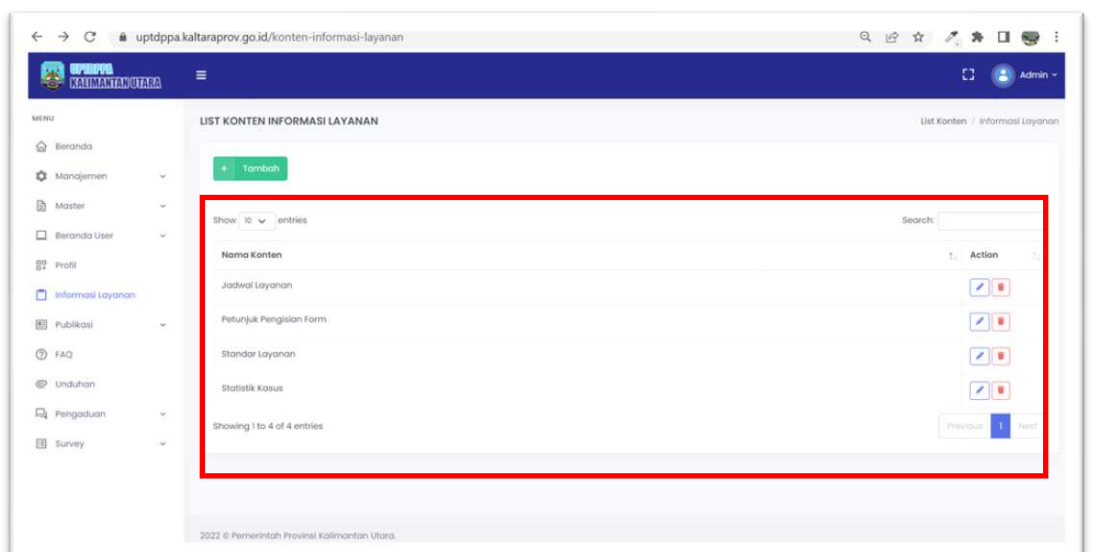 uptdppa.kaltaraprov.go.id/konten-informasi-layanan
UPTDPPA
KALIMANTAN UTARA
Admin
MENU
LIST KONTEN INFORMASI LAYANAN
List Konten / Informasi Layanan
Beranda
Manajemen
Master
Beranda User
Profil
Informasi Layanan
Publikasi
FAQ
Unduhan
Pengaduan
Survey
+ Tambah
Show 10 entries
Search:
Nama Konten Action
Jadwal Layanan
Petunjuk Pengisian Form
Standar Layanan
Statistik Kasus
Showing 1 to 4 of 4 entries
Previous 1 Next
2022 © Pemerintah Provinsi Kalimantan Utara.